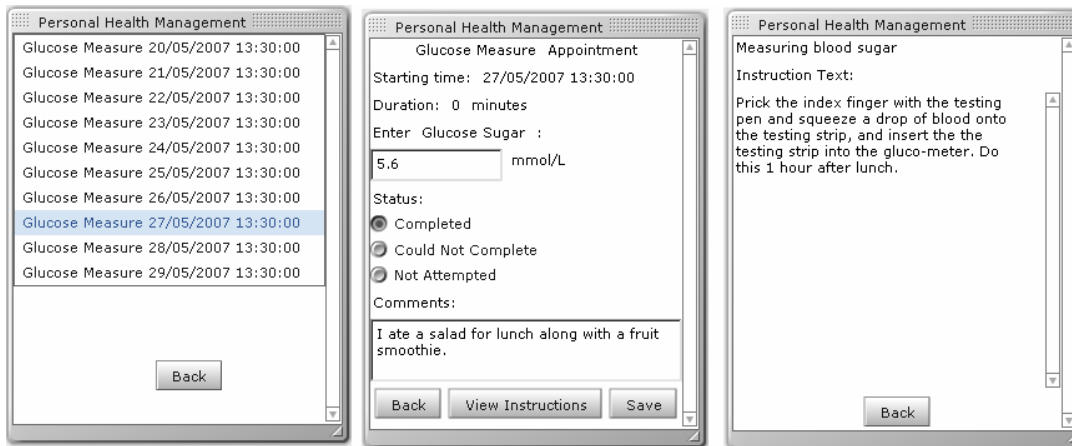 Personal Health Management
Glucose Measure 20/05/2007 13:30:00
Glucose Measure 21/05/2007 13:30:00
Glucose Measure 22/05/2007 13:30:00
Glucose Measure 23/05/2007 13:30:00
Glucose Measure 24/05/2007 13:30:00
Glucose Measure 25/05/2007 13:30:00
Glucose Measure 26/05/2007 13:30:00
Glucose Measure 27/05/2007 13:30:00
Glucose Measure 28/05/2007 13:30:00
Glucose Measure 29/05/2007 13:30:00
Back
Personal Health Management
Glucose Measure Appointment
Starting time: 27/05/2007 13:30:00
Duration: 0 minutes
Enter Glucose Sugar :
5.6 mmol/L
Status:
Completed
Could Not Complete
Not Attempted
Comments:
I ate a salad for lunch along with a fruit
smoothie.
Back View Instructions Save
Personal Health Management
Measuring blood sugar
Instruction Text:
Prick the index finger with the testing
pen and squeeze a drop of blood onto
the testing strip, and insert the the
testing strip into the gluco-meter. Do
this 1 hour after lunch.
Back